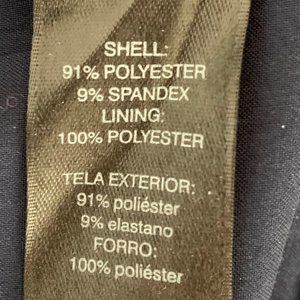 SHELL:
91% POLYESTER
9% SPANDEX
LINING:
100% POLYESTER
TELA EXTERIOR:
91% poliéster
9% elastano
FORRO:
100% poliéster